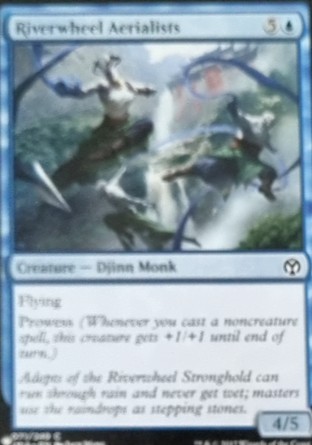 Riverwheel Aerialists 5
Creature — Djinn Monk
Flying
Prowess (Whenever you cast a noncreature
spell, this creature gets +1/+1 until end of
turn.)
Adepts of the Riverwheel Stronghold can
run through rain and never get wet; masters
use the raindrops as stepping stones.
4/5